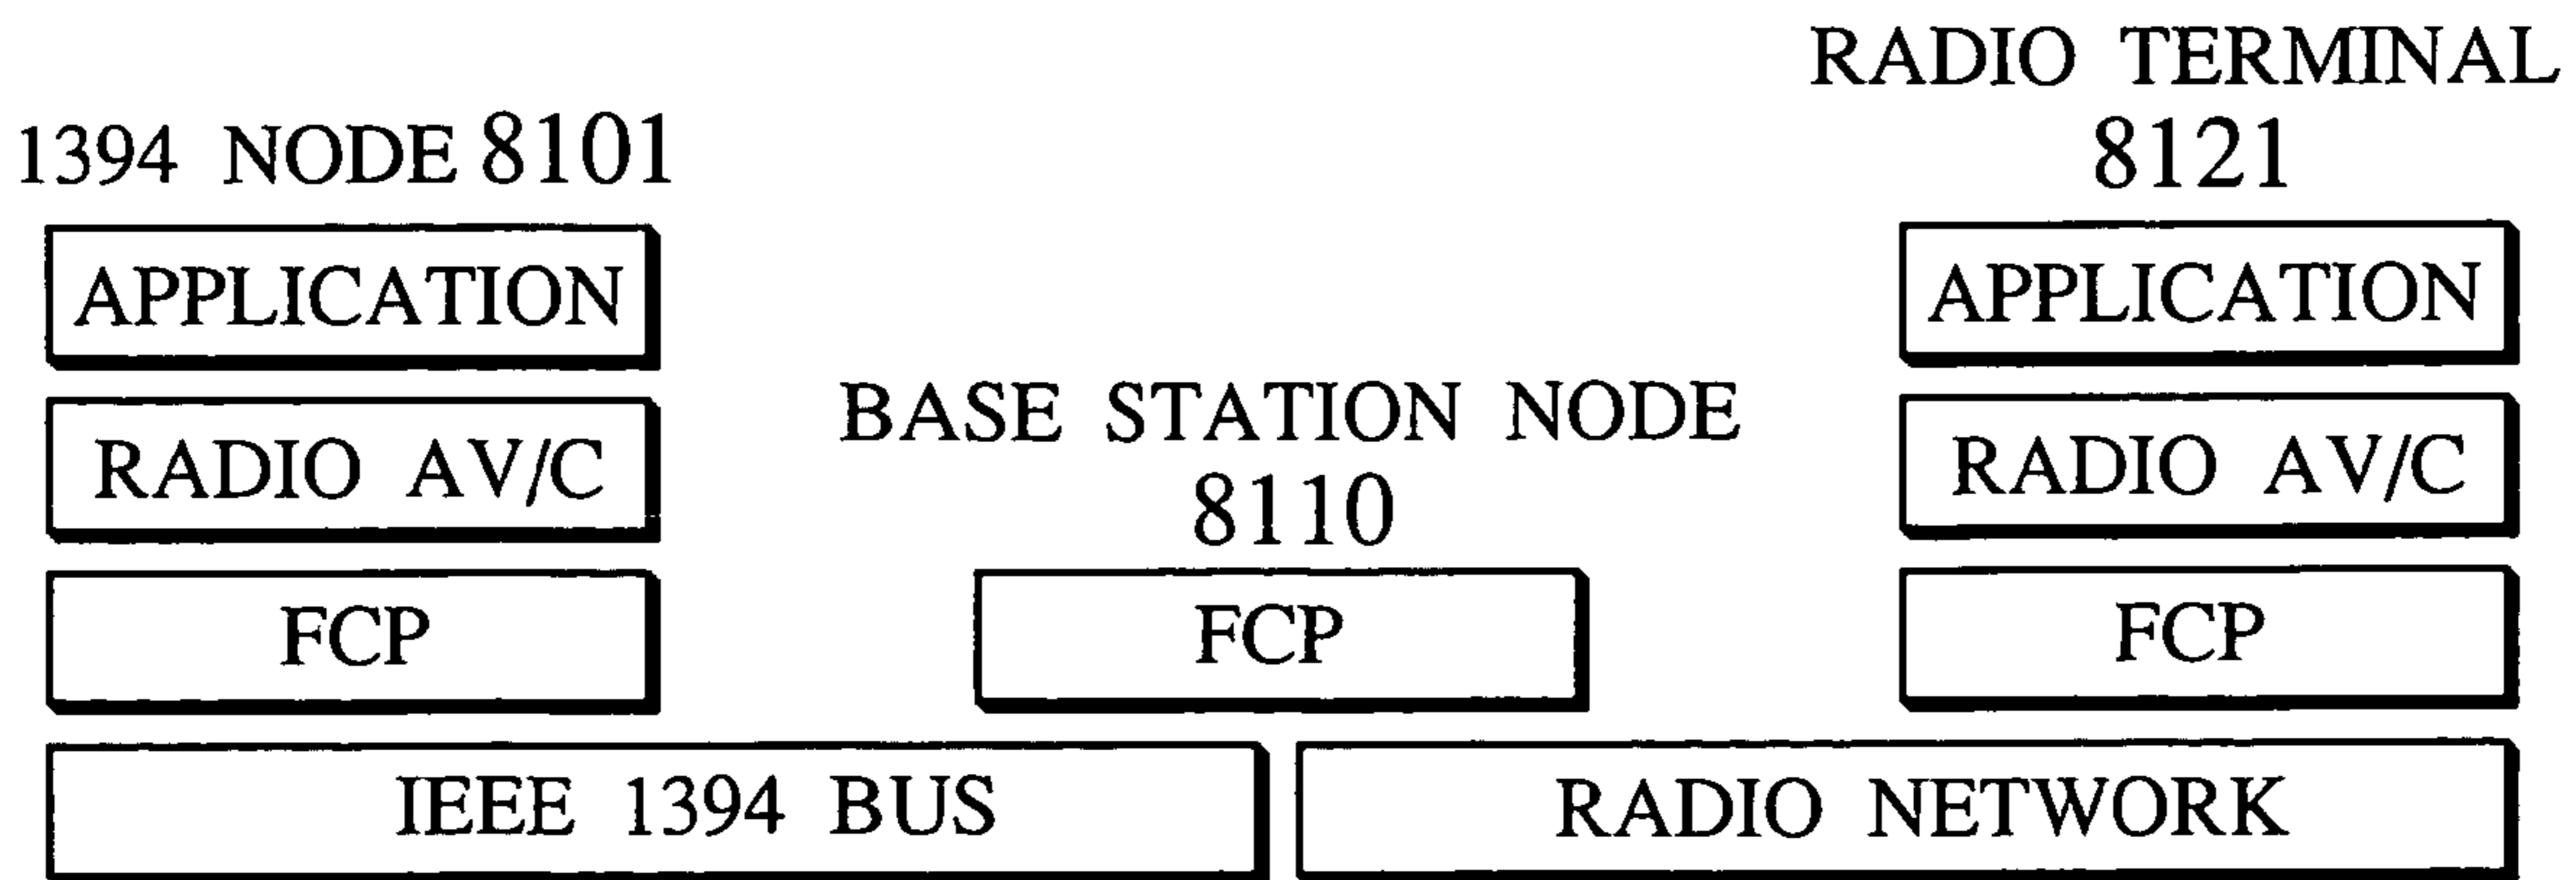 RADIO TERMINAL
8121
1394 NODE 8101
APPLICATION
APPLICATION
BASE STATION NODE
8110
RADIO AV/C
RADIO AV/C
FCP
FCP
FCP
IEEE 1394 BUS
RADIO NETWORK